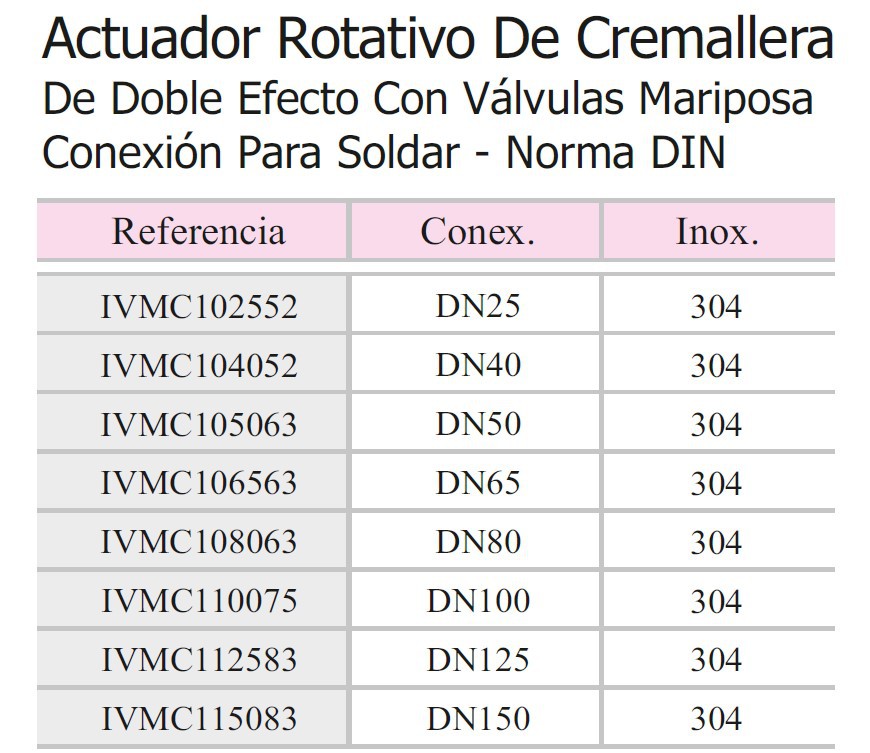 Actuador Rotativo De Cremallera
De Doble Efecto Con Válvulas Mariposa
Conexión Para Soldar - Norma DIN
Referencia Conex. Inox.
IVMC102552 DN25 304
IVMC104052 DN40 304
IVMC105063 DN50 304
IVMC106563 DN65 304
IVMC108063 DN80 304
IVMC110075 DN100 304
IVMC112583 DN125 304
IVMC115083 DN150 304